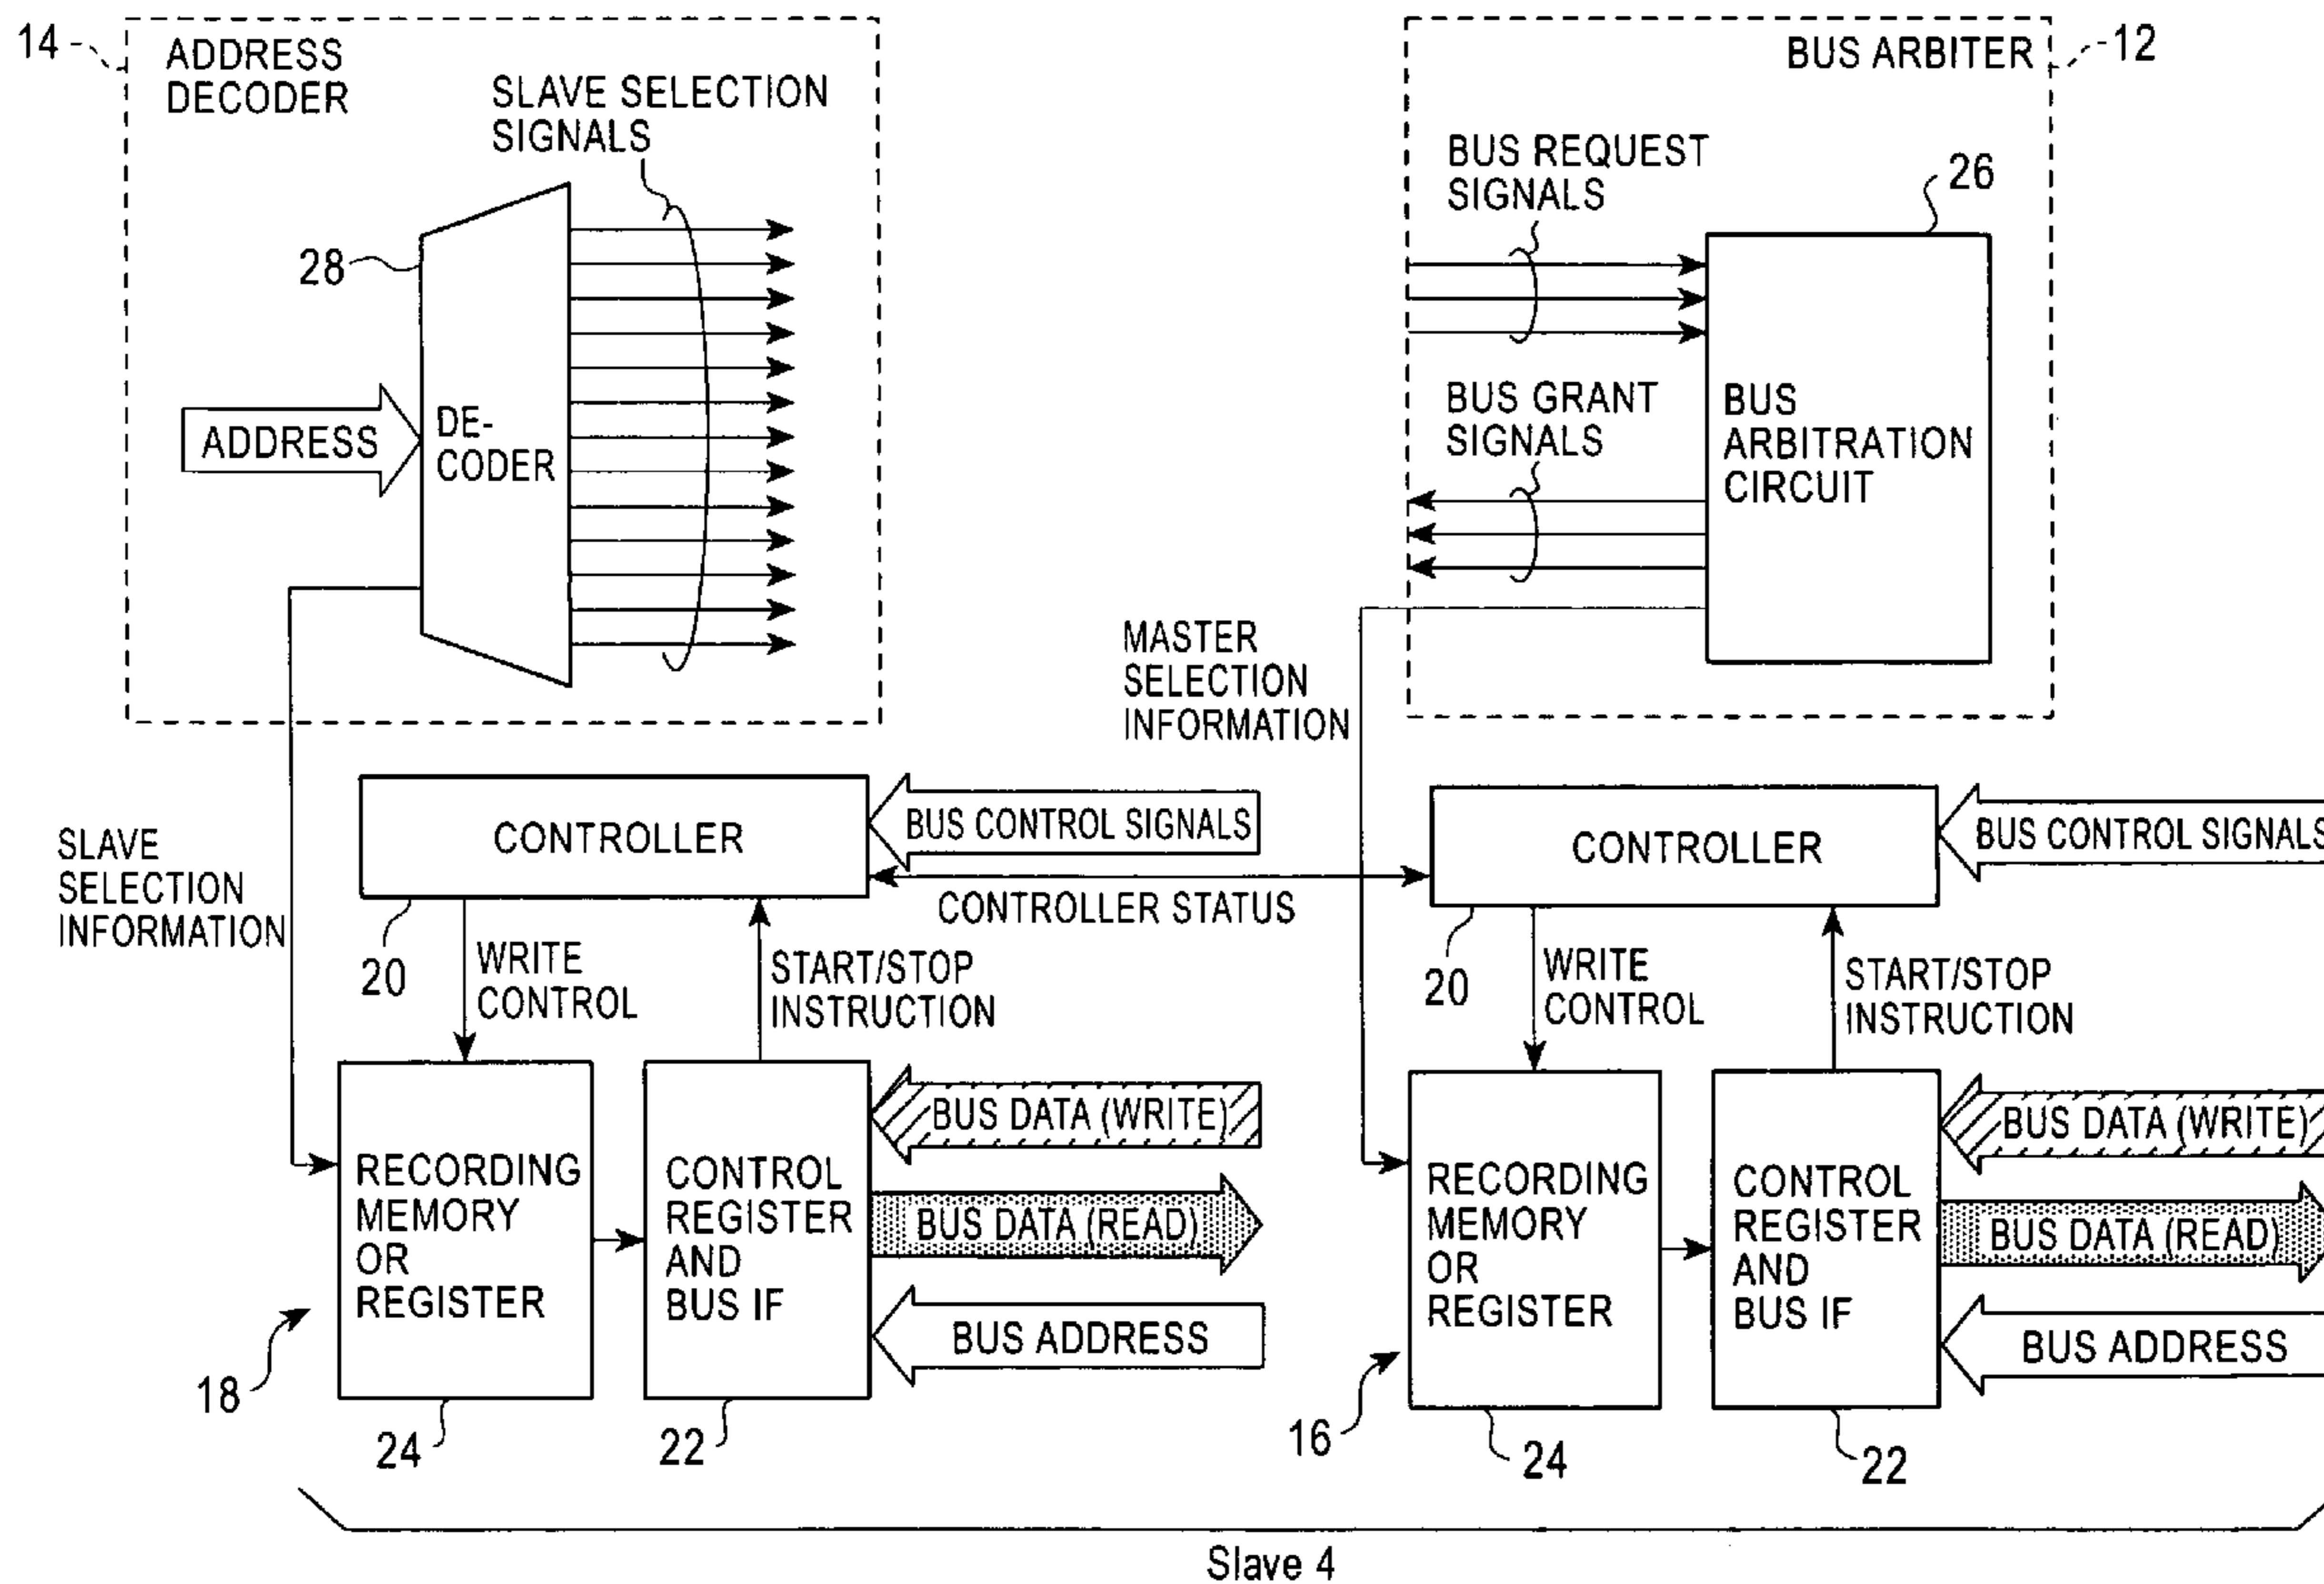 14
ADDRESS
DECODER
SLAVE SELECTION
SIGNALS
28
ADDRESS
DE-
CODER
BUS ARBITER
12
BUS REQUEST
SIGNALS
26
BUS GRANT
SIGNALS
BUS
ARBITRATION
CIRCUIT
MASTER
SELECTION
INFORMATION
SLAVE
SELECTION
INFORMATION
CONTROLLER
BUS CONTROL SIGNALS
CONTROLLER STATUS
20
WRITE
CONTROL
START/STOP
INSTRUCTION
RECORDING
MEMORY
OR
REGISTER
CONTROL
REGISTER
AND
BUS IF
BUS DATA (WRITE)
BUS DATA (READ)
BUS ADDRESS
18
24
22
CONTROLLER
BUS CONTROL SIGNALS
20
WRITE
CONTROL
START/STOP
INSTRUCTION
RECORDING
MEMORY
OR
REGISTER
CONTROL
REGISTER
AND
BUS IF
BUS DATA (WRITE)
BUS DATA (READ)
BUS ADDRESS
16
24
22
Slave 4